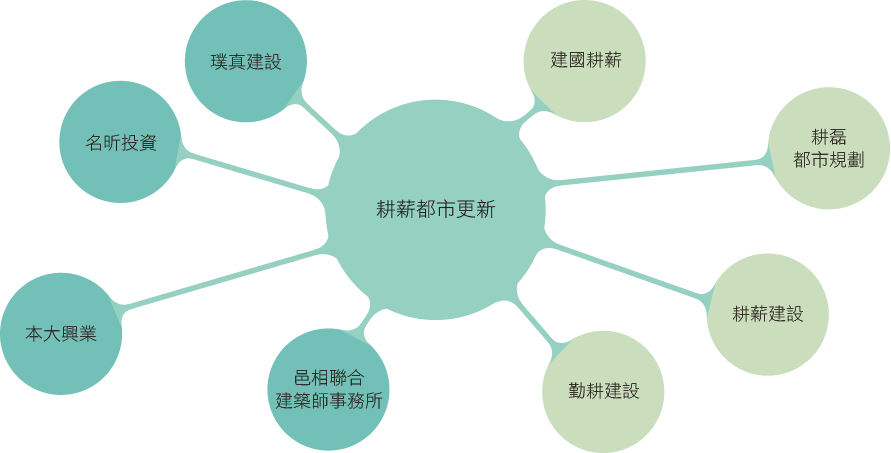 璞真建設
建國耕薪
名昕投資
耕磊
都市規劃
耕薪都市更新
本大興業
耕薪建設
邑相聯合
建築師事務所
勤耕建設